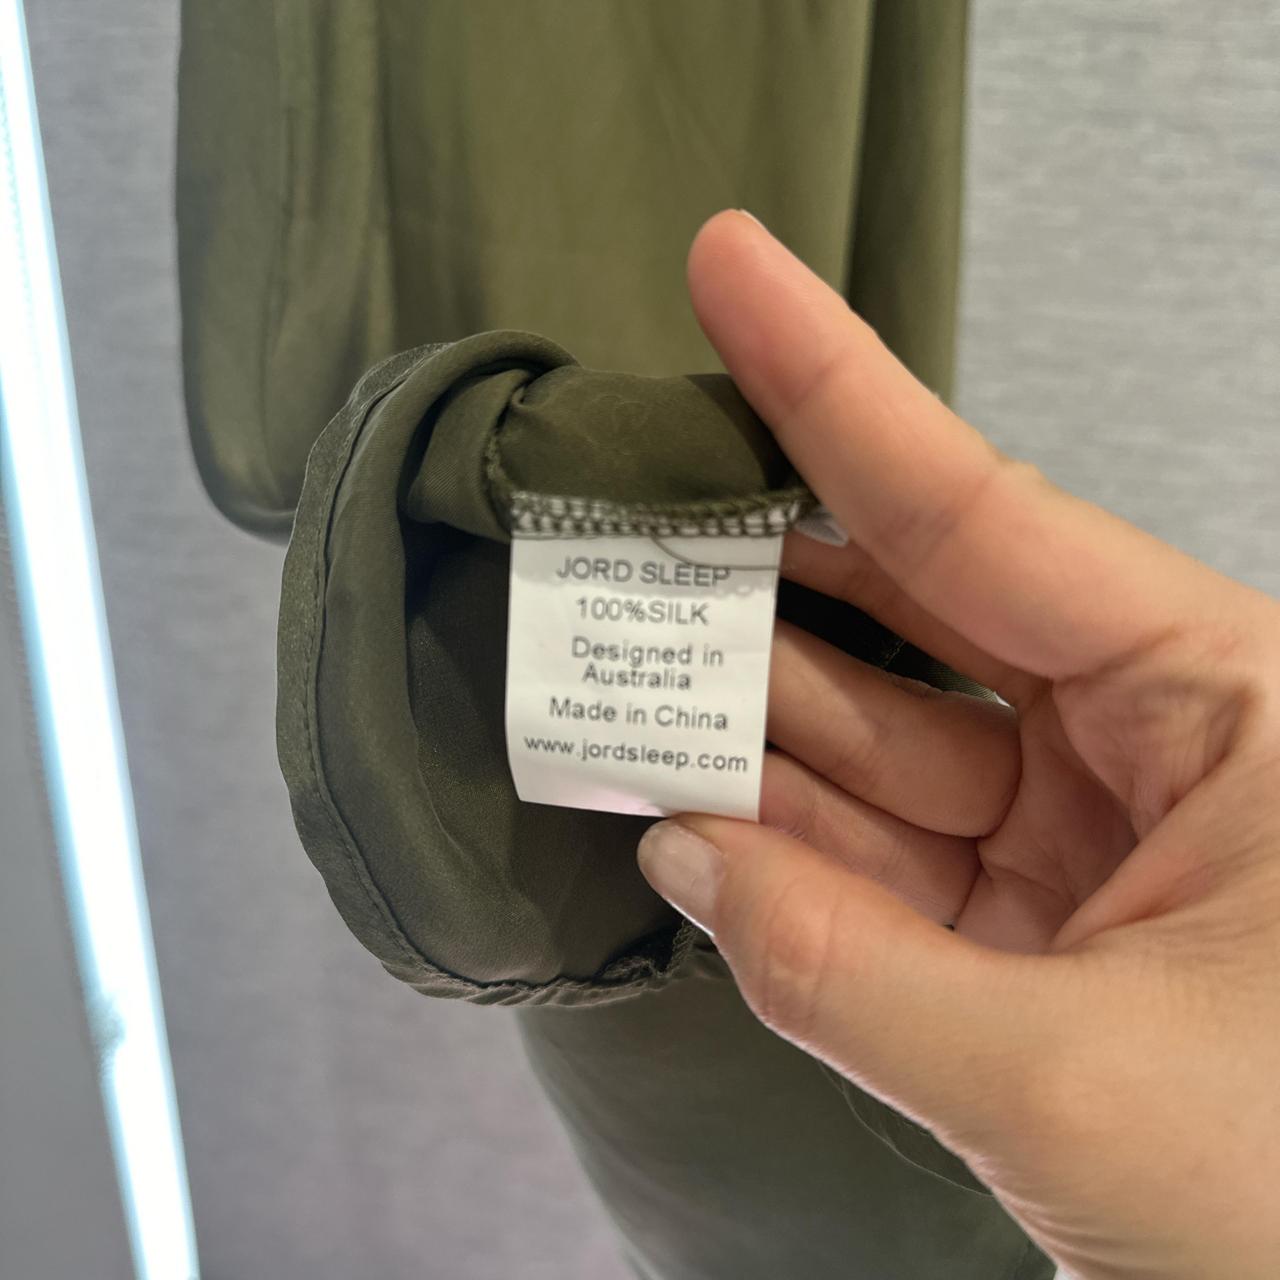 JORD SLEEP
100%SILK
Designed in
Australia
Made in China
www.jordsleep.com